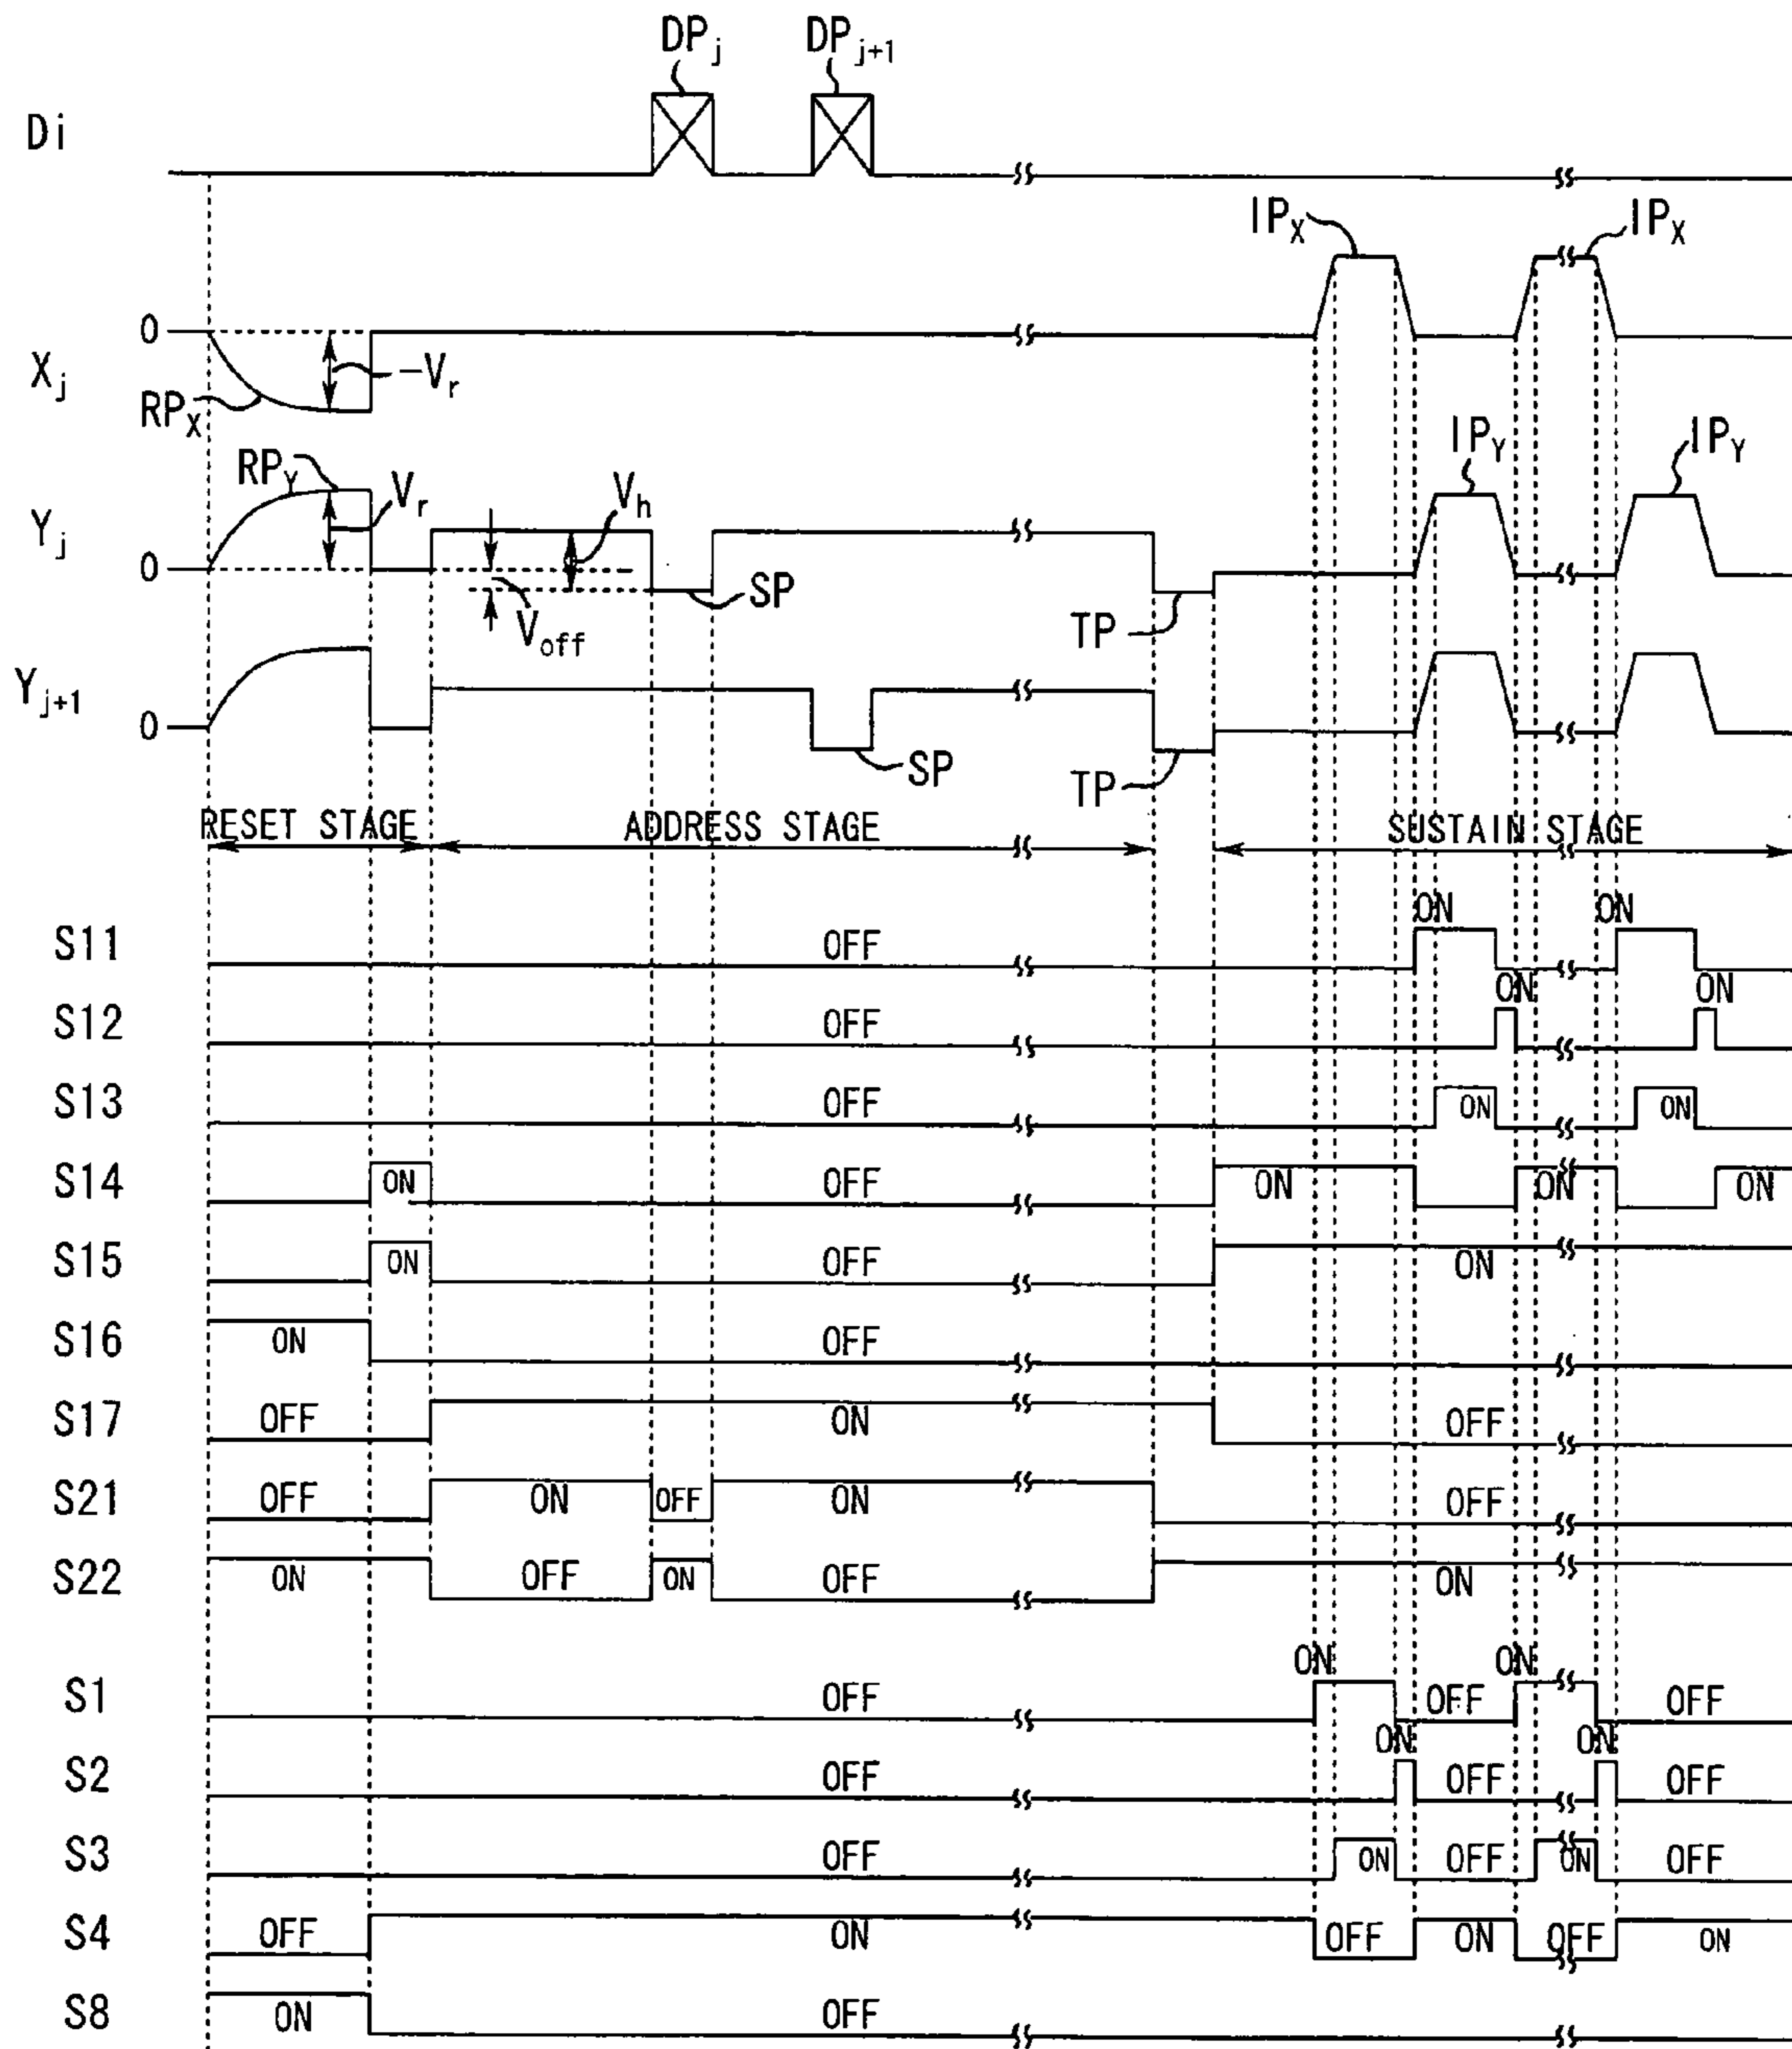 DPj DPj+1
Di
IPX IPX
0
Xj -Vr
RPX
IPY IPY
RPY Vr Vh
Yj
0
SP
Voff TP
Yj+1
0
SP TP
RESET STAGE ADDRESS STAGE SUSTAIN STAGE
ON ON
S11 OFF
ON ON
S12 OFF
S13 OFF ON ON
S14 ON OFF ON ON ON
S15 ON OFF ON
S16 ON OFF
S17 OFF ON OFF
S21 OFF ON OFF ON OFF
S22 ON OFF ON OFF ON
ON ON
S1 OFF OFF OFF
ON ON
S2 OFF OFF OFF
S3 OFF ON OFF ON OFF
S4 OFF ON OFF ON OFF ON
S8 ON OFF